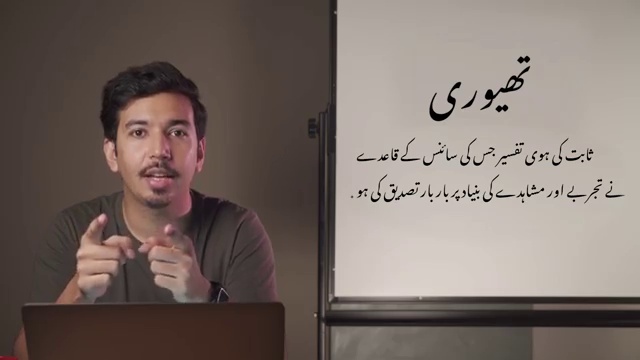 تھیوری
ثابت کی ہوی تفسیر جس کی سائنس کے قاعدے
نے تجربے اور مشاہدے کی بنیاد پر بار بار تصدیق کی ہو .